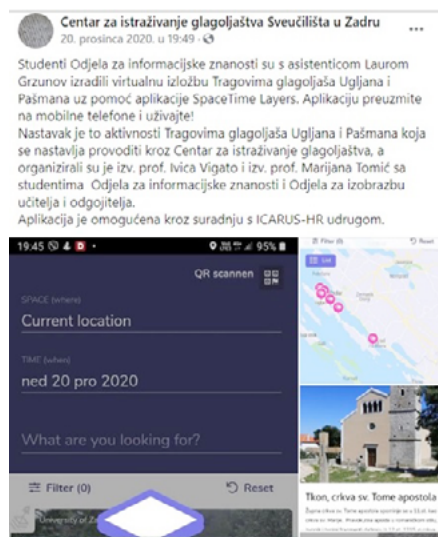 Centar za istraživanje glagoljaštva Sveučilišta u Zadru
20. prosinca 2020. u 19:49 ·
Studenti Odjela za informacijske znanosti su s asistenticom Laurom
Grzunov izradili virtualnu izložbu Tragovima glagoljaša Ugljana i
Pašmana uz pomoć aplikacije SpaceTime Layers. Aplikaciju preuzmite
na mobilne telefone i uživajte!
Nastavak je to aktivnosti Tragovima glagoljaša Ugljana i Pašmana koja
se nastavlja provoditi kroz Centar za istraživanje glagoljaštva, a
organizirali su je izv. prof. Ivica Vigato i izv. prof. Marijana Tomić sa
studentima Odjela za informacijske znanosti i Odjela za izobrazbu
učitelja i odgojitelja.
Aplikacija je omogućena kroz suradnju s ICARUS-HR udrugom.
19:45
95%
QR scannen
SPACE (where)
Current location
TIME (when)
ned 20 pro 2020
What are you looking for?
Filter (0)
Reset
University of
Filter (0)
Reset
List
Tkon, crkva sv. Tome apostola